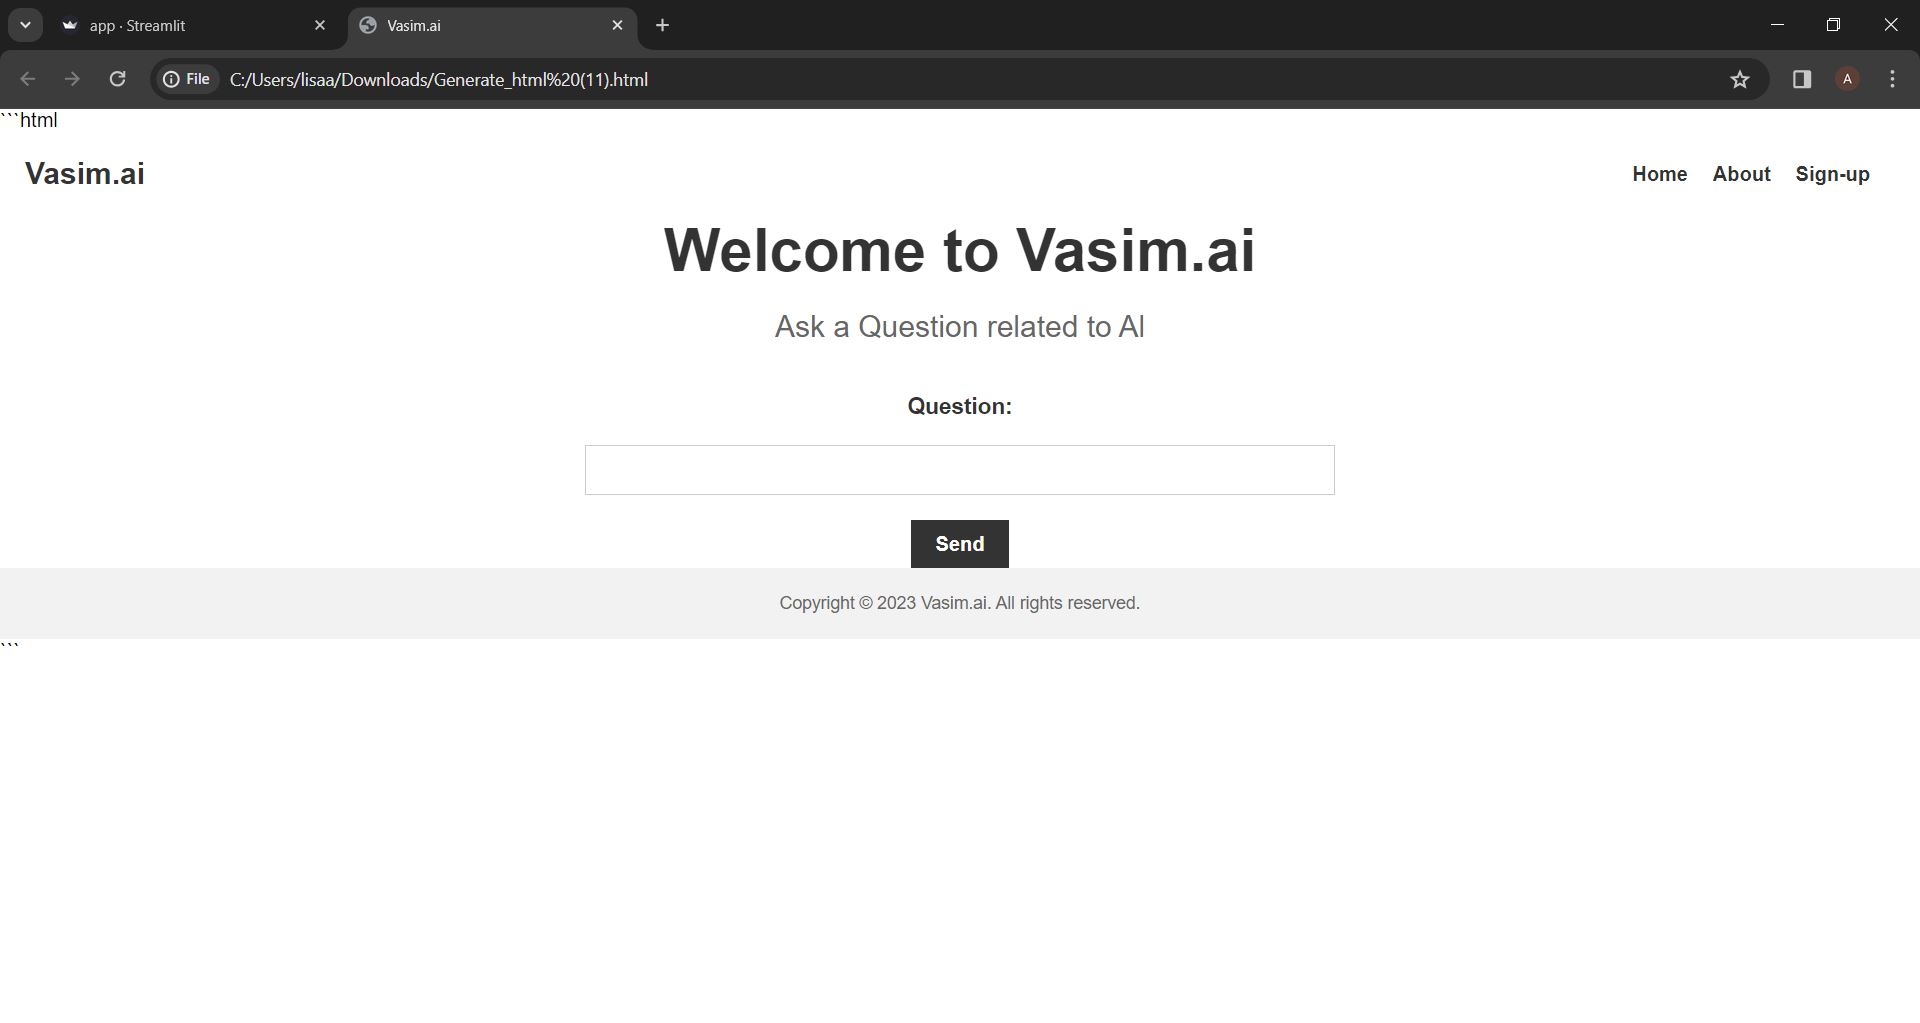 app · Streamlit
Vasim.ai
File
C:/Users/lisaa/Downloads/Generate_html%20(11).html
A
```html
Vasim.ai
Home About Sign-up
Welcome to Vasim.ai
Ask a Question related to AI
Question:
Send
Copyright © 2023 Vasim.ai. All rights reserved.
```